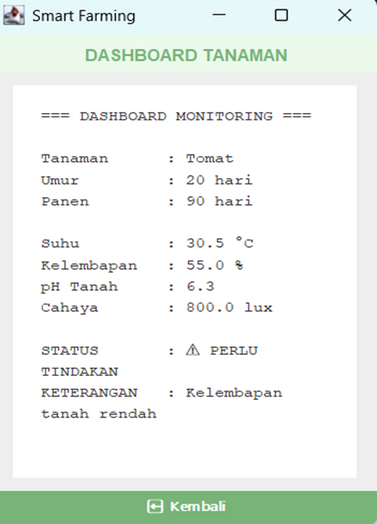 Smart Farming
DASHBOARD TANAMAN
=== DASHBOARD MONITORING ===
Tanaman : Tomat
Umur : 20 hari
Panen : 90 hari
Suhu : 30.5 °C
Kelembapan : 55.0 %
pH Tanah : 6.3
Cahaya : 800.0 lux
STATUS : ⚠ PERLU
TINDAKAN
KETERANGAN : Kelembapan
tanah rendah
Kembali